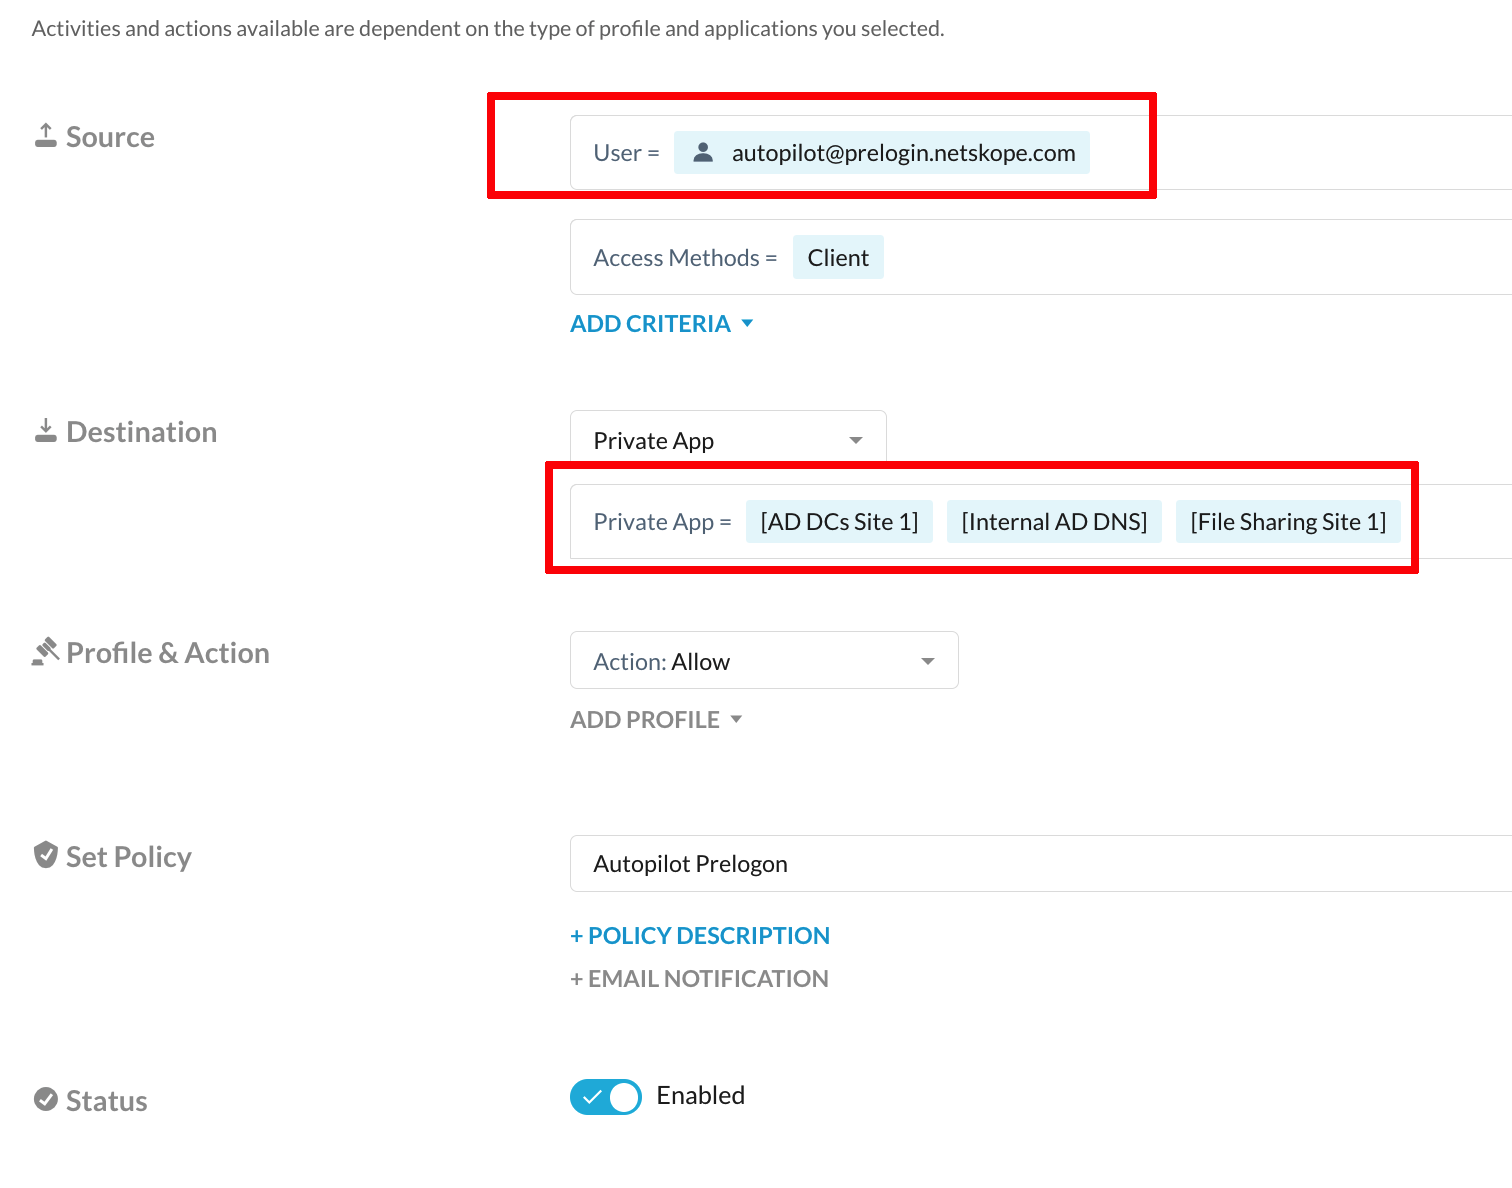 Activities and actions available are dependent on the type of profile and applications you selected.
Source
User = autopilot@prelogin.netskope.com
Access Methods = Client
ADD CRITERIA
Destination
Private App
Private App = [AD DCs Site 1] [Internal AD DNS] [File Sharing Site 1]
Profile & Action
Action: Allow
ADD PROFILE
Set Policy
Autopilot Prelogon
+ POLICY DESCRIPTION
+ EMAIL NOTIFICATION
Status
Enabled